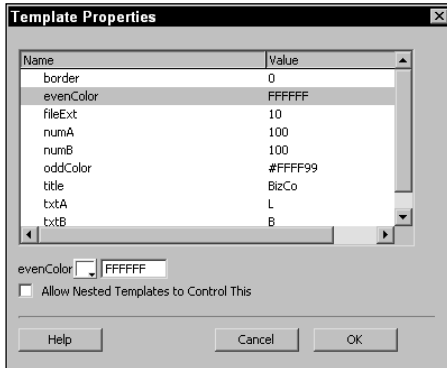 Template Properties
Name Value
border 0
evenColor FFFFFF
fileExt 10
numA 100
numB 100
oddColor #FFFF99
title BizCo
txtA L
txtB B
evenColor FFFFFF
Allow Nested Templates to Control This
Help Cancel OK